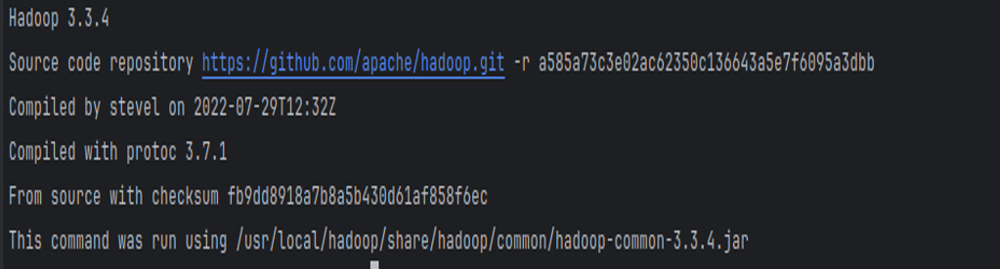 Hadoop 3.3.4
Source code repository https://github.com/apache/hadoop.git -r a585a73c3e02ac62350c136643a5e7f6095a3dbb
Compiled by stevel on 2022-07-29T12:32Z
Compiled with protoc 3.7.1
From source with checksum fb9dd8918a7b8a5b430d61af858f6ec
This command was run using /usr/local/hadoop/share/hadoop/common/hadoop-common-3.3.4.jar